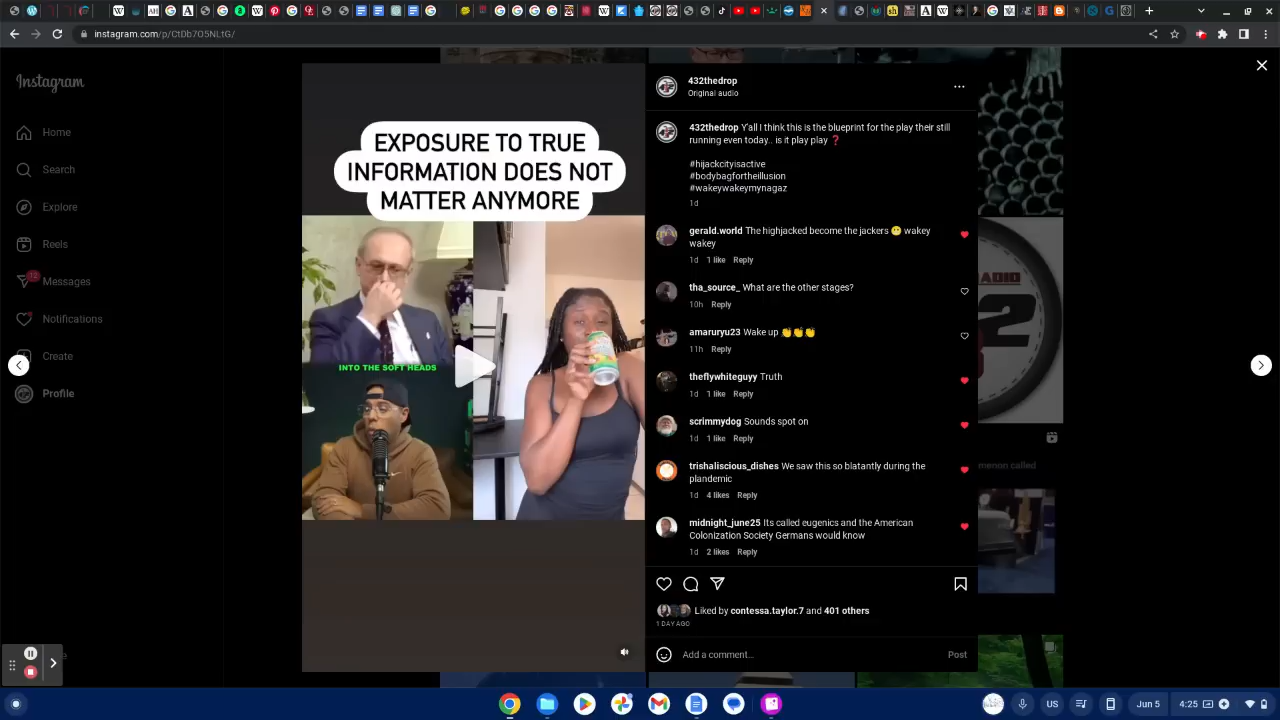 instagram.com/p/CtDb7O5NLtG/
Instagram
Home
Search
Explore
Reels
12
Messages
Notifications
Create
Profile
EXPOSURE TO TRUE
INFORMATION DOES NOT
MATTER ANYMORE
INTO THE SOFT HEADS
432thedrop
Original audio
432thedrop Y'all I think this is the blueprint for the play their still
running even today.. is it play play ❓
#hijackcityisactive
#bodybagfortheillusion
#wakeywakeymynagaz
1d
gerald.world The highjacked become the jackers 😬 wakey
wakey
1d 1 like Reply
tha_source_ What are the other stages?
10h Reply
amaruryu23 Wake up 👏👏👏
11h Reply
theflywhiteguyy Truth
1d 1 like Reply
scrimmydog Sounds spot on
1d 1 like Reply
trishaliscious_dishes We saw this so blatantly during the
plandemic
1d 4 likes Reply
midnight_june25 Its called eugenics and the American
Colonization Society Germans would know
1d 2 likes Reply
Liked by contessa.taylor.7 and 401 others
1 DAY AGO
Add a comment...
Post
ADIO
2
menon called
US
Jun 5
4:25